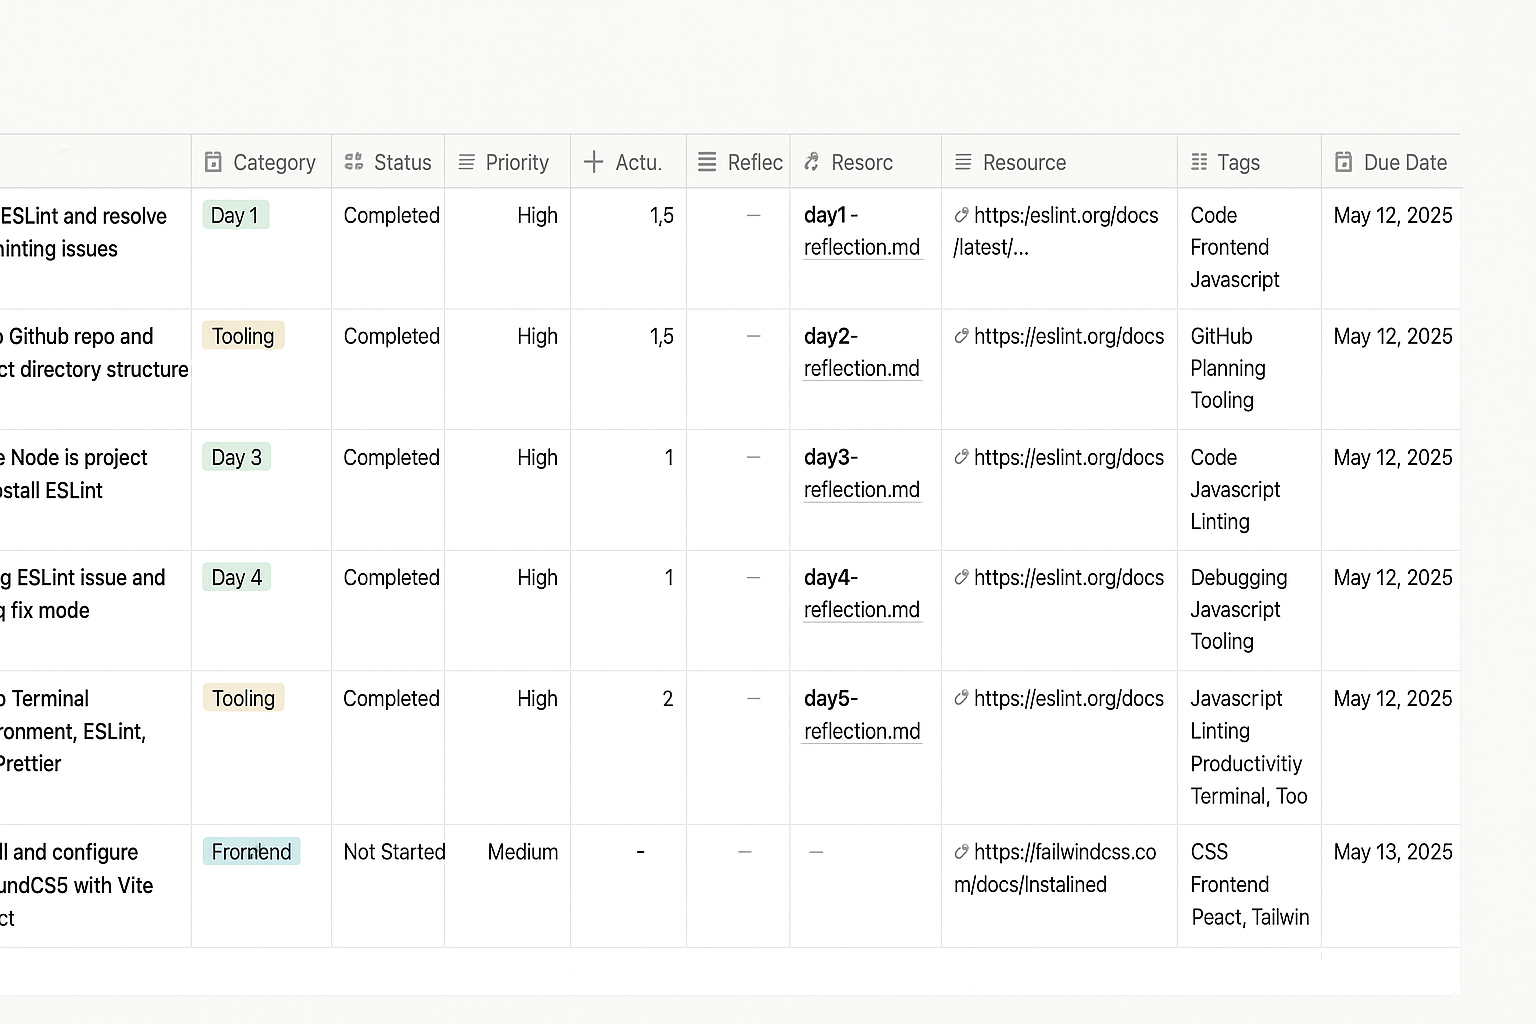 Category Status Priority Actu. Reflec Resorc Resource Tags Due Date
ESLint and resolve Day 1 Completed High 1,5 — day1- https:/eslint.org/docs Code May 12, 2025
issues reflection.md /latest/... Frontend
Javascript
Github repo and Tooling Completed High 1,5 — day2- https://eslint.org/docs GitHub May 12, 2025
ct directory structure reflection.md Planning
Tooling
e Node is project Day 3 Completed High 1 — day3- https://eslint.org/docs Code May 12, 2025
stall ESLint reflection.md Javascript
Linting
g ESLint issue and Day 4 Completed High 1 — day4- https://eslint.org/docs Debugging May 12, 2025
fix mode reflection.md Javascript
Tooling
Terminal Tooling Completed High 2 — day5- https://eslint.org/docs Javascript May 12, 2025
ronment, ESLint, reflection.md Linting
Prettier Productivitiy
Terminal, Too
ll and configure Not Started Medium - — — https://failwindcss.co CSS May 13, 2025
undCS5 with Vite m/docs/Instalined Frontend
ct Peact, Tailwin